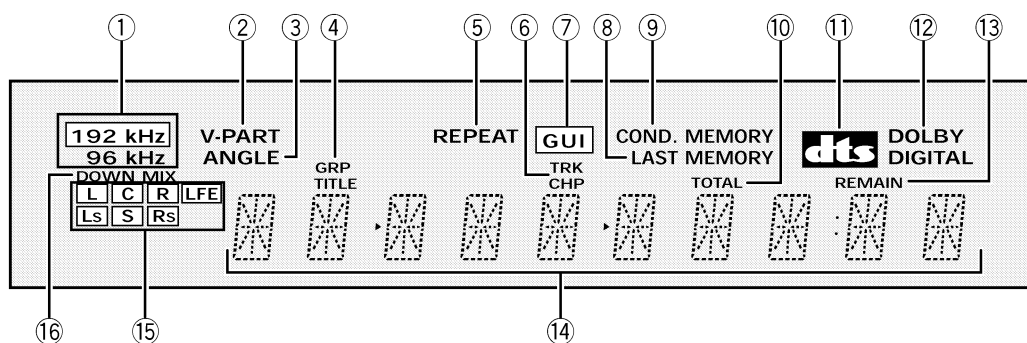 ① ② ③ ④ ⑤ ⑥ ⑦ ⑧ ⑨ ⑩ ⑪ ⑫ ⑬
192 kHz V-PART REPEAT GUI COND. MEMORY dts DOLBY
96 kHz ANGLE LAST MEMORY DIGITAL
DOWN MIX GRP TRK
TITLE CHP TOTAL REMAIN
L C R LFE
LS S RS
⑯ ⑮ ⑭